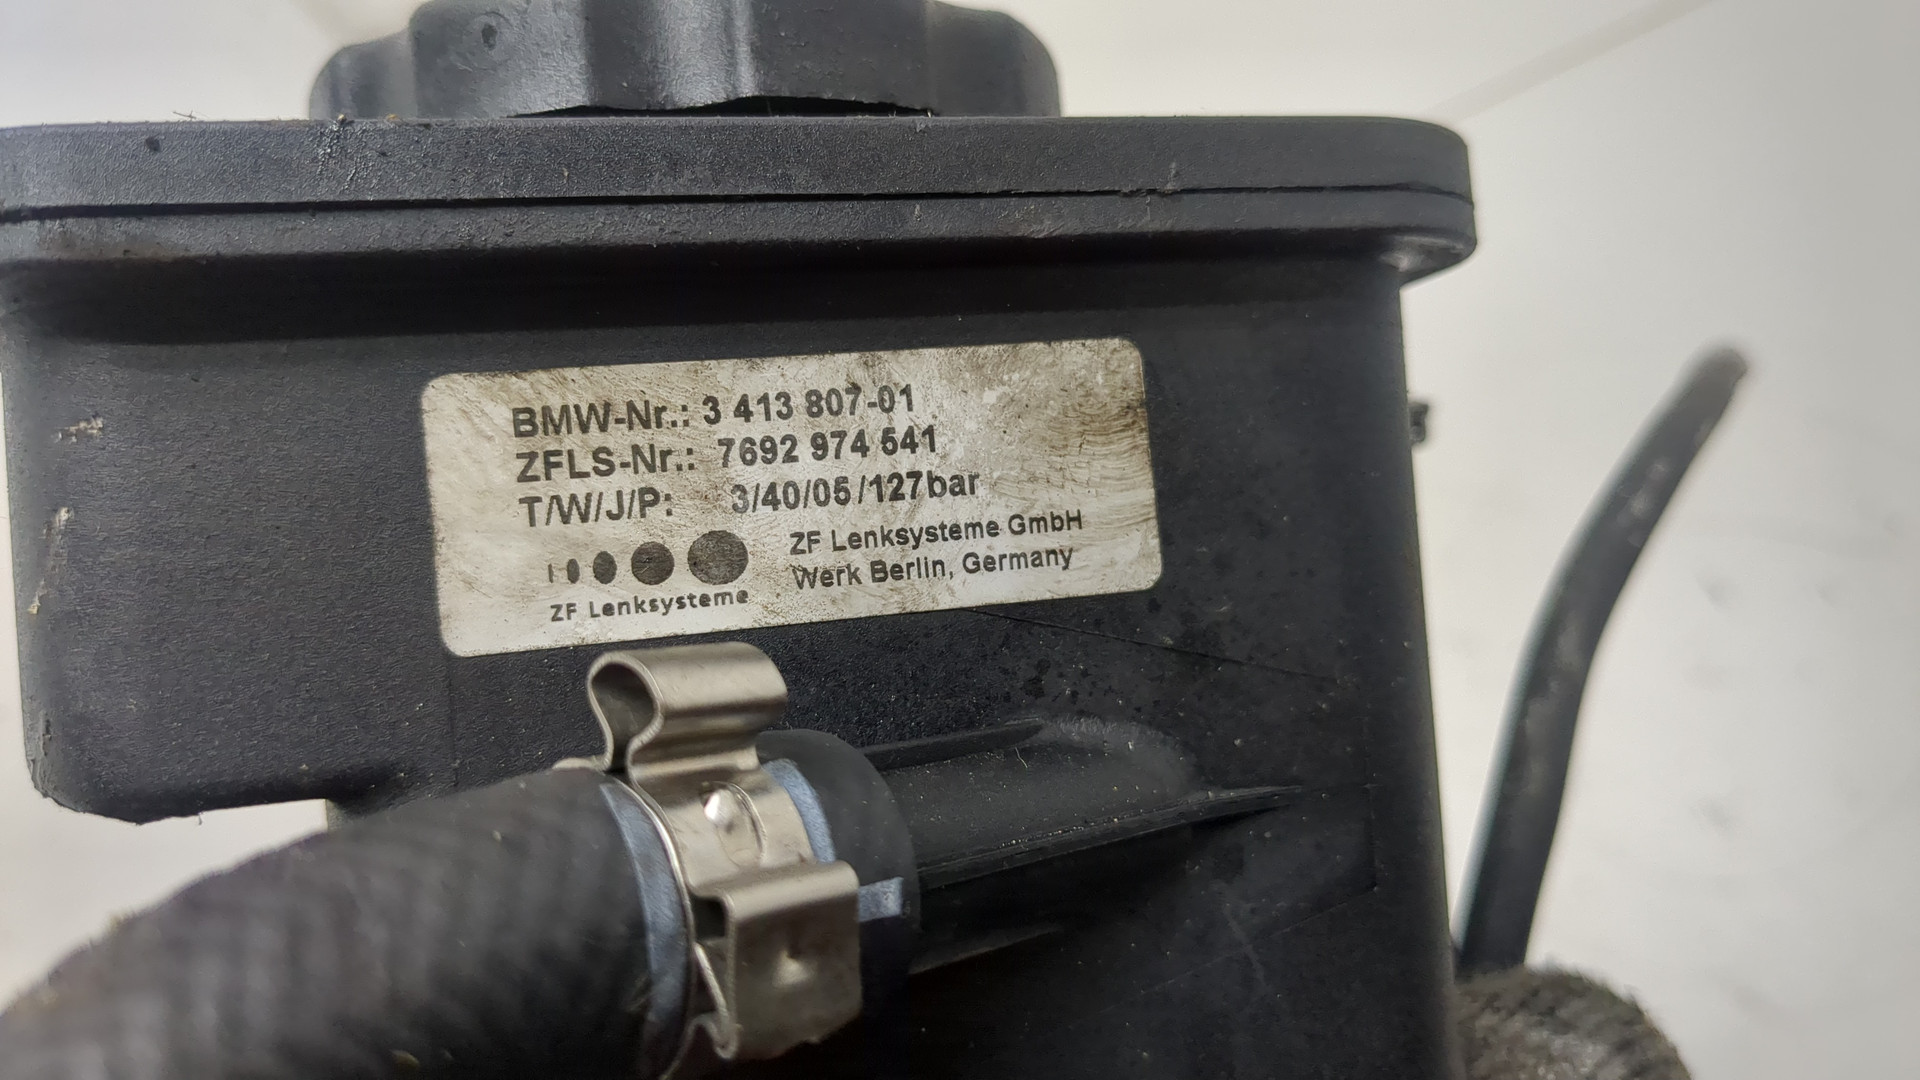 BMW-Nr.: 3 413 807-01
ZFLS-Nr.: 7692 974 541
T/W/J/P: 3/40/05/127bar
ZF Lenksysteme GmbH
Werk Berlin, Germany
ZF Lenksysteme